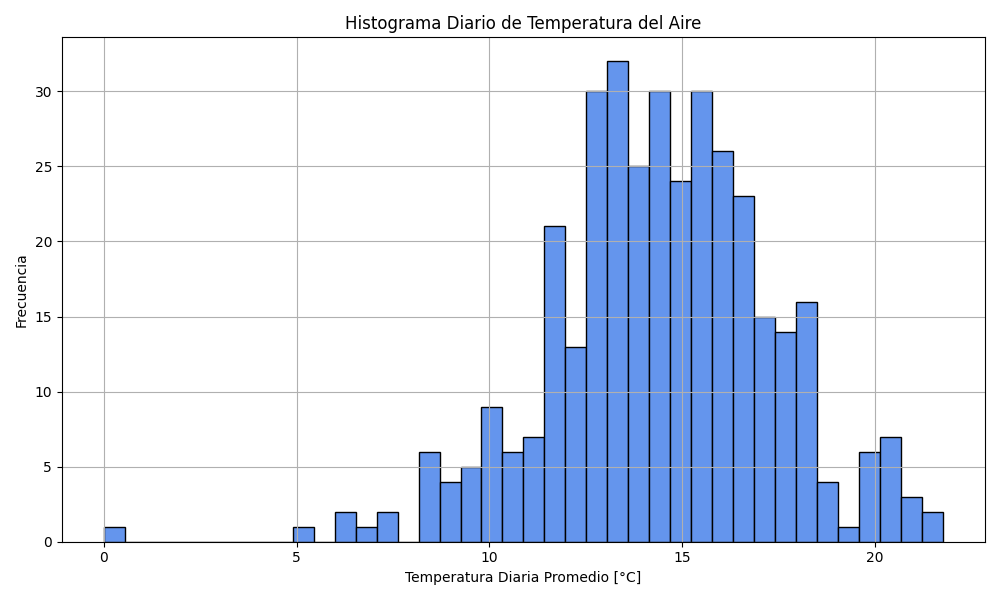 Histograma Diario de Temperatura del Aire
Frecuencia
30
25
20
15
10
5
0
0 5 10 15 20
Temperatura Diaria Promedio [°C]